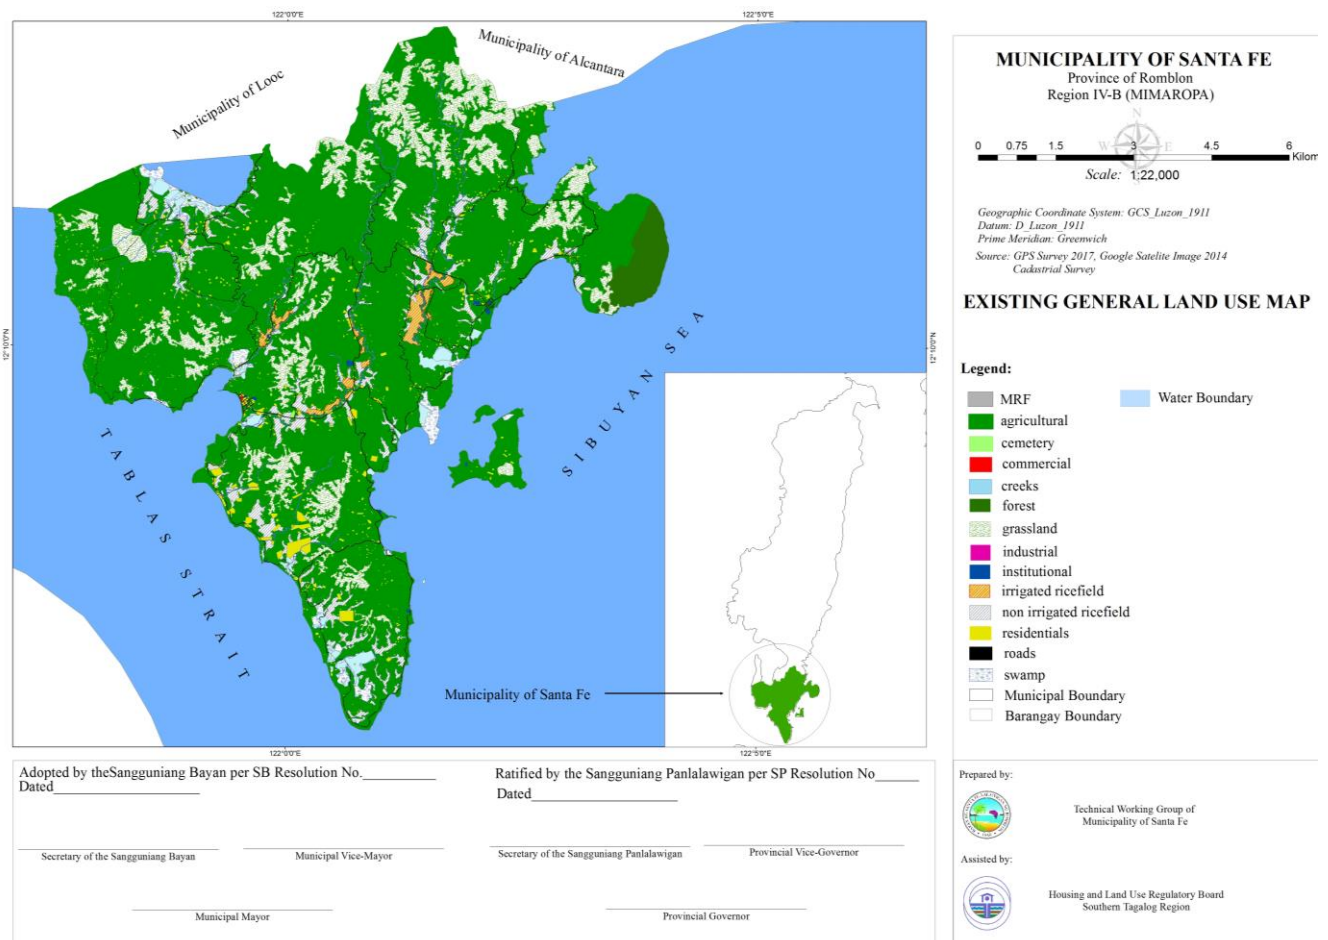 122°0'0"E
122°5'0"E
Municipality of Looc
Municipality of Alcantara
12°10'0"N
12°10'0"N
TABLAS STRAIT
SIBUYAN SEA
Municipality of Santa Fe
122°0'0"E
122°5'0"E
MUNICIPALITY OF SANTA FE
Province of Romblon
Region IV-B (MIMAROPA)
N
W
E
0 0.75 1.5 3 4.5 6
Kilom
Scale: 1:22,000
Geographic Coordinate System: GCS_Luzon_1911
Datum: D_Luzon_1911
Prime Meridian: Greenwich
Source: GPS Survey 2017, Google Satelite Image 2014
Cadastrial Survey
EXISTING GENERAL LAND USE MAP
Legend:
MRF
agricultural
cemetery
commercial
creeks
forest
grassland
industrial
institutional
irrigated ricefield
non irrigated ricefield
residentials
roads
swamp
Municipal Boundary
Barangay Boundary
Water Boundary
Adopted by theSangguniang Bayan per SB Resolution No.__________
Dated____________________
Secretary of the Sangguniang Bayan
Municipal Vice-Mayor
Municipal Mayor
Ratified by the Sangguniang Panlalawigan per SP Resolution No______
Dated____________________
Secretary of the Sangguniang Panlalawigan
Provincial Vice-Governor
Provincial Governor
Prepared by:
Technical Working Group of
Municipality of Santa Fe
Assisted by:
Housing and Land Use Regulatory Board
Southern Tagalog Region